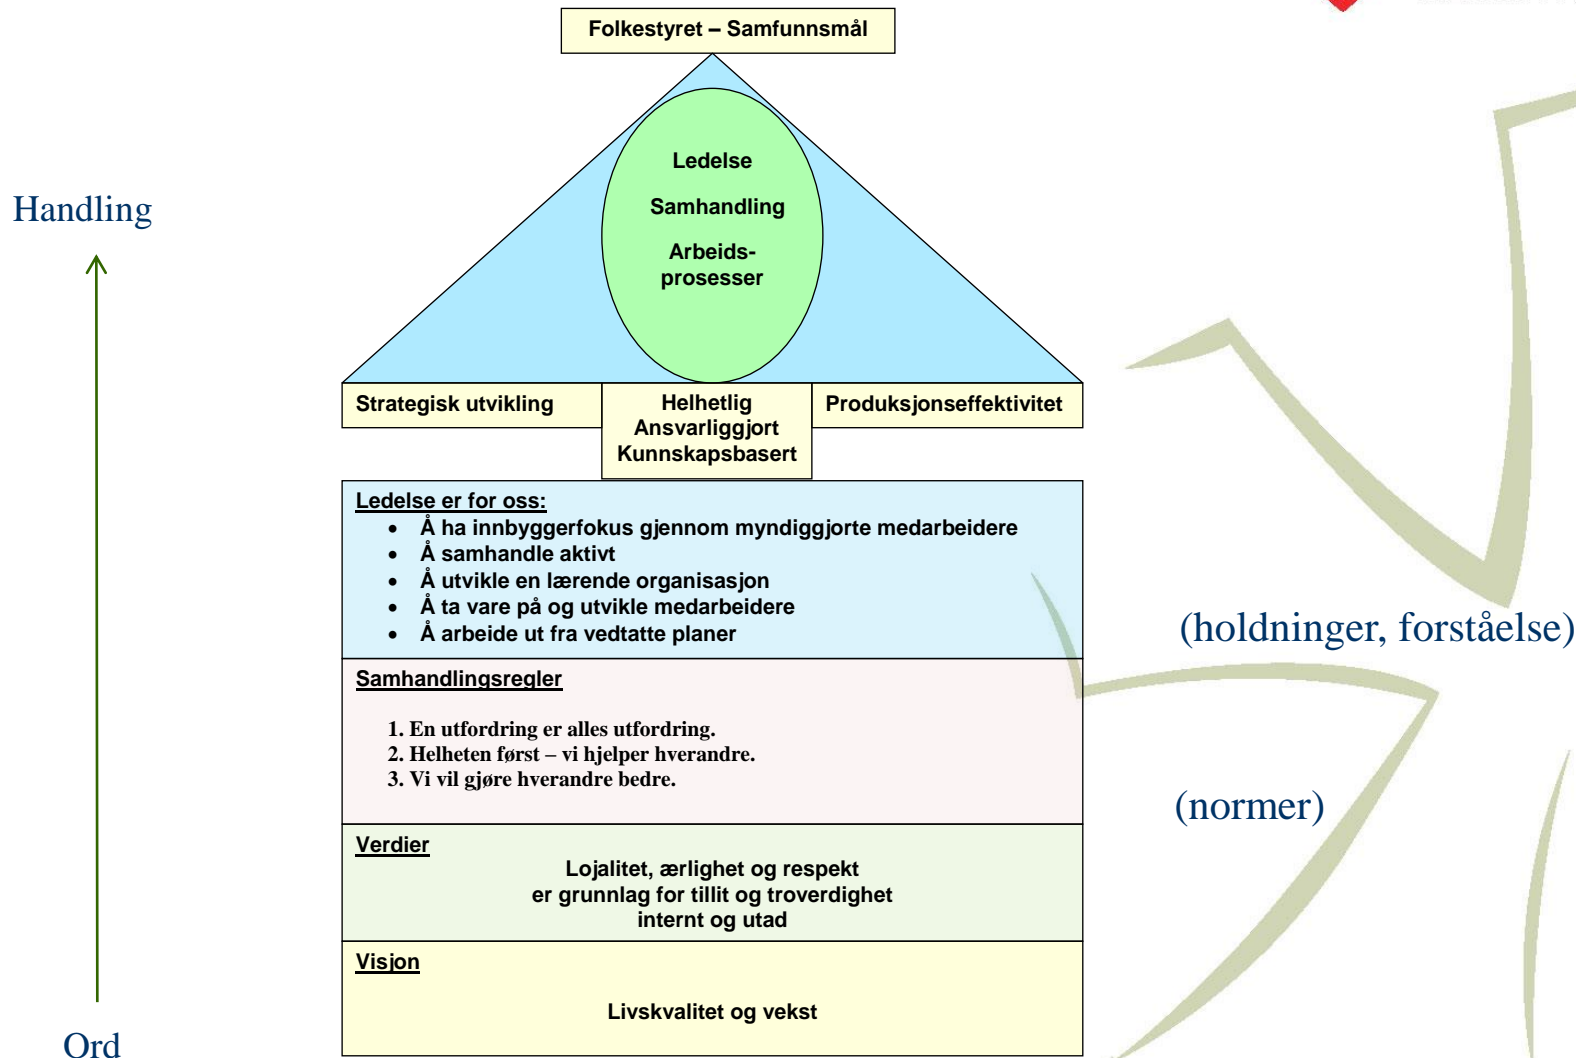 Folkestyret – Samfunnsmål
Ledelse
Samhandling
Arbeids-
prosesser
Handling
Strategisk utvikling
Helhetlig
Ansvarliggjort
Kunnskapsbasert
Produksjonseffektivitet
Ledelse er for oss:
• Å ha innbyggerfokus gjennom myndiggjorte medarbeidere
• Å samhandle aktivt
• Å utvikle en lærende organisasjon
• Å ta vare på og utvikle medarbeidere
• Å arbeide ut fra vedtatte planer
(holdninger, forståelse)
Samhandlingsregler
1. En utfordring er alles utfordring.
2. Helheten først – vi hjelper hverandre.
3. Vi vil gjøre hverandre bedre.
(normer)
Verdier
Lojalitet, ærlighet og respekt
er grunnlag for tillit og troverdighet
internt og utad
Visjon
Livskvalitet og vekst
Ord